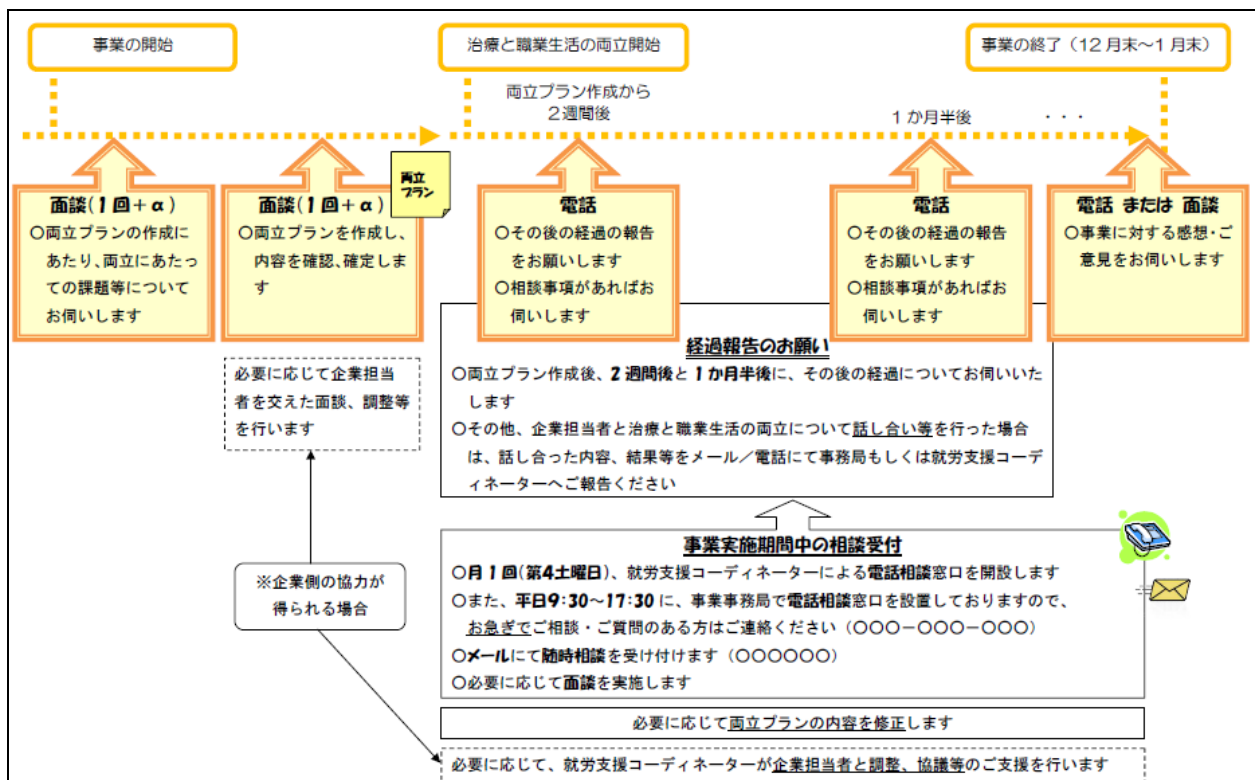 事業の開始
治療と職業生活の両立開始
事業の終了（12月末～1月末）
両立プラン作成から
2週間後
1か月半後
・・・
面談（1回＋α）
○両立プランの作成に
あたり、両立にあたっ
ての課題等について
お伺いします
面談（1回＋α）
○両立プランを作成し、
内容を確認、確定しま
す
両立
プラン
電話
○その後の経過の報告
をお願いします
○相談事項があればお
伺いします
電話
○その後の経過の報告
をお願いします
○相談事項があればお
伺いします
電話 または 面談
○事業に対する感想・ご
意見をお伺いします
必要に応じて企業担当
者を交えた面談、調整等
を行います
経過報告のお願い
○両立プラン作成後、2週間後と1か月半後に、その後の経過についてお伺いいた
します
○その他、企業担当者と治療と職業生活の両立について話し合い等を行った場合
は、話し合った内容、結果等をメール／電話にて事務局もしくは就労支援コーデ
ィネーターへご報告ください
※企業側の協力が
得られる場合
事業実施期間中の相談受付
○月1回（第4土曜日）、就労支援コーディネーターによる電話相談窓口を開設します
○また、平日9：30～17：30に、事業事務局で電話相談窓口を設置しておりますので、
お急ぎでご相談・ご質問のある方はご連絡ください（○○○－○○○－○○○）
○メールにて随時相談を受け付けます（○○○○○○）
○必要に応じて面談を実施します
必要に応じて両立プランの内容を修正します
必要に応じて、就労支援コーディネーターが企業担当者と調整、協議等のご支援を行います